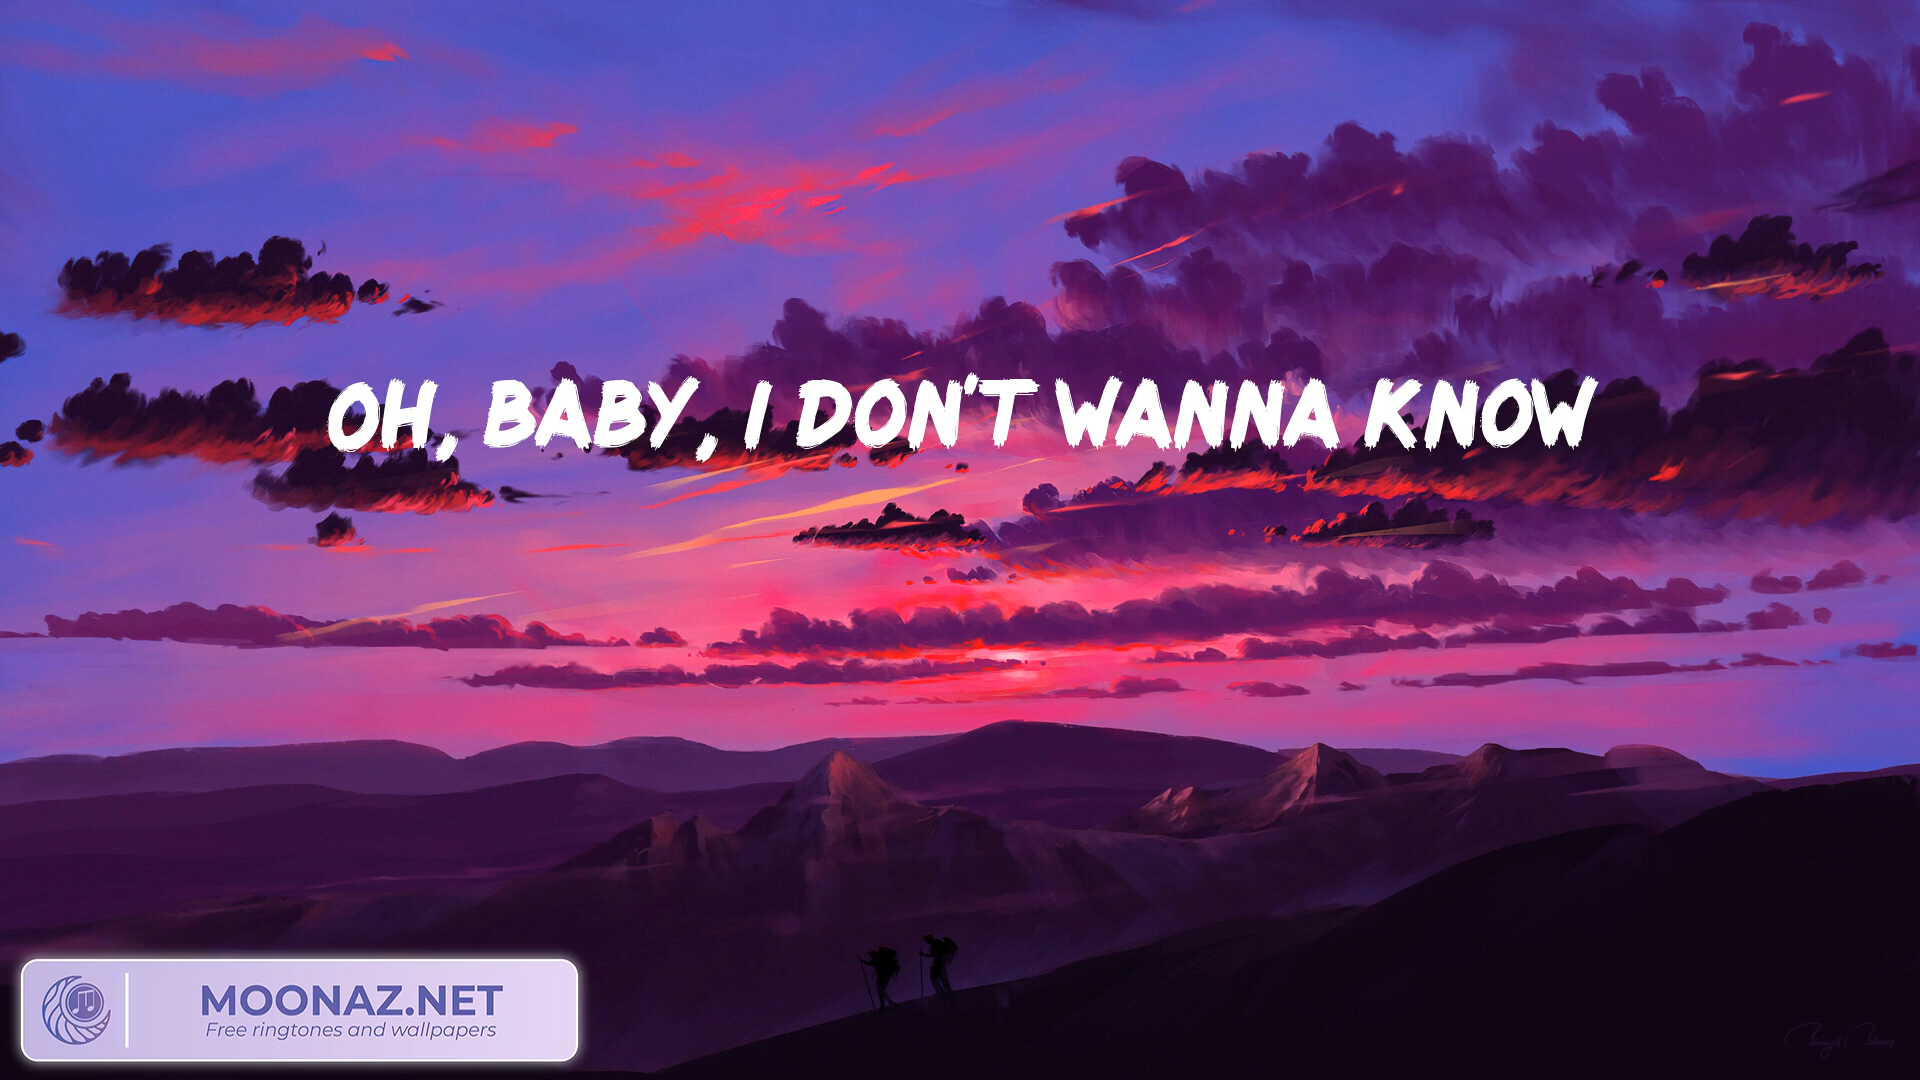 OH, BABY, I DON'T WANNA KNOW
MOONAZ.NET
Free ringtones and wallpapers